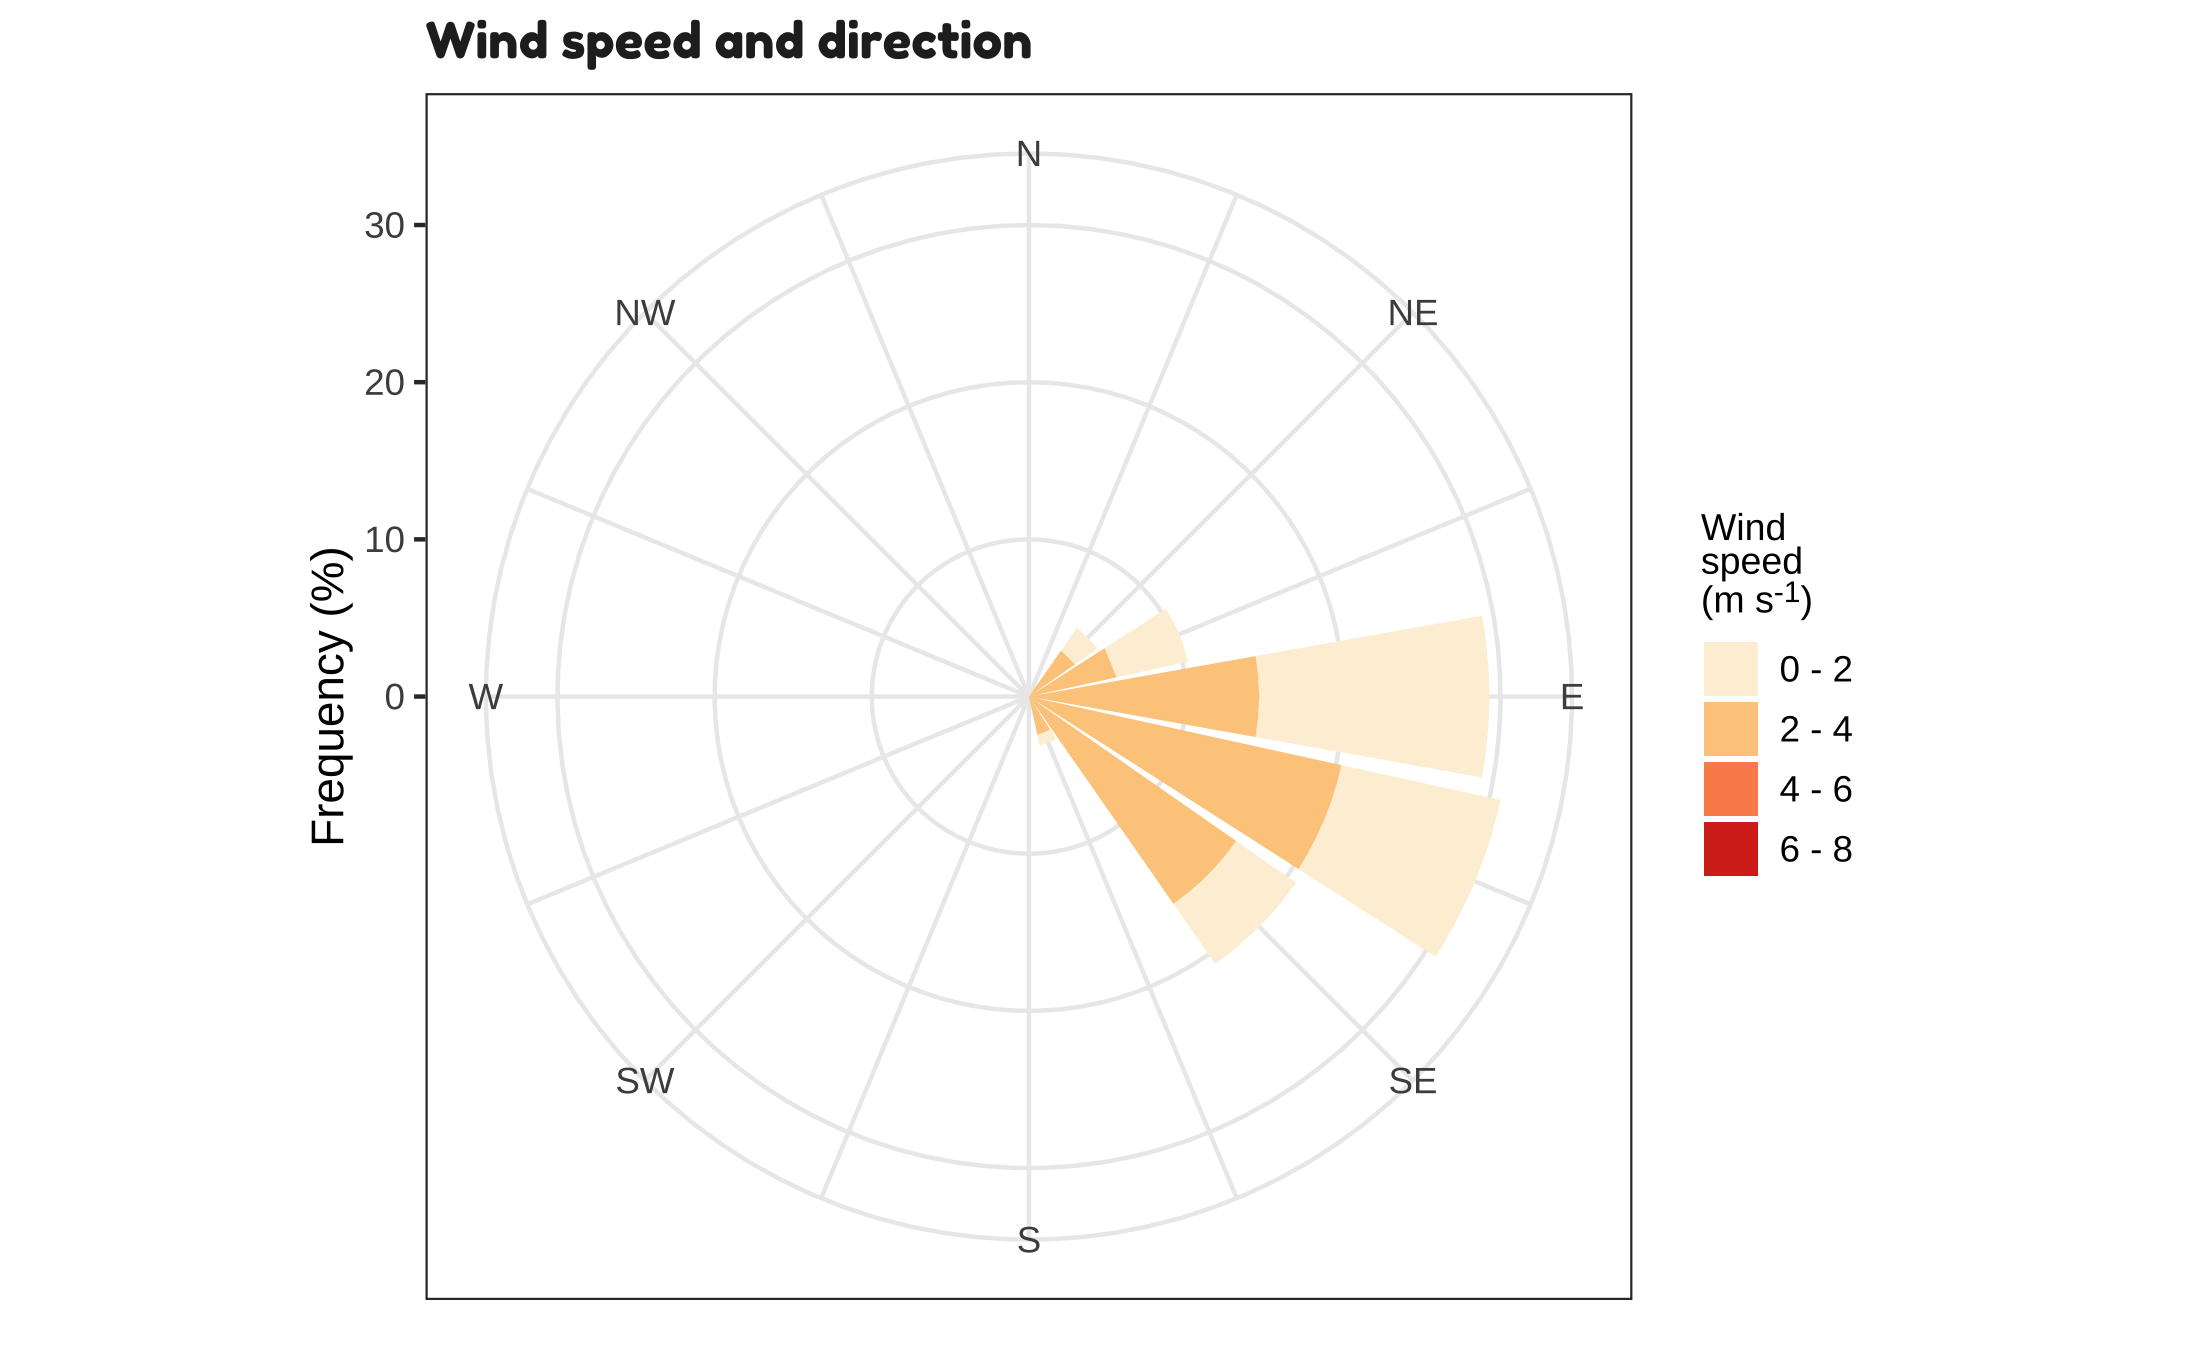 Wind speed and direction
N
30
NW
NE
20
10
Frequency (%)
0
W
E
SW
SE
S
Wind
speed
(m s⁻¹)
0 - 2
2 - 4
4 - 6
6 - 8